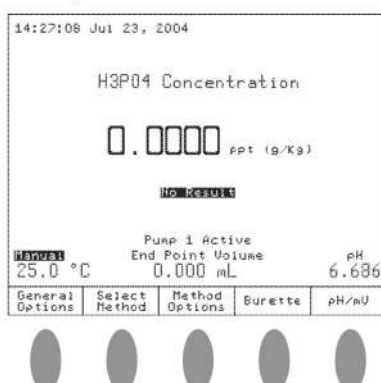 14:27:08 Jul 23, 2004
H3PO4 Concentration
0.0000 ppt (g/Kg)
No Result
Pump 1 Active
Manual End Point Volume pH
25.0 °C 0.000 mL 6.686
General Options Select Method Method Options Burette pH/mV